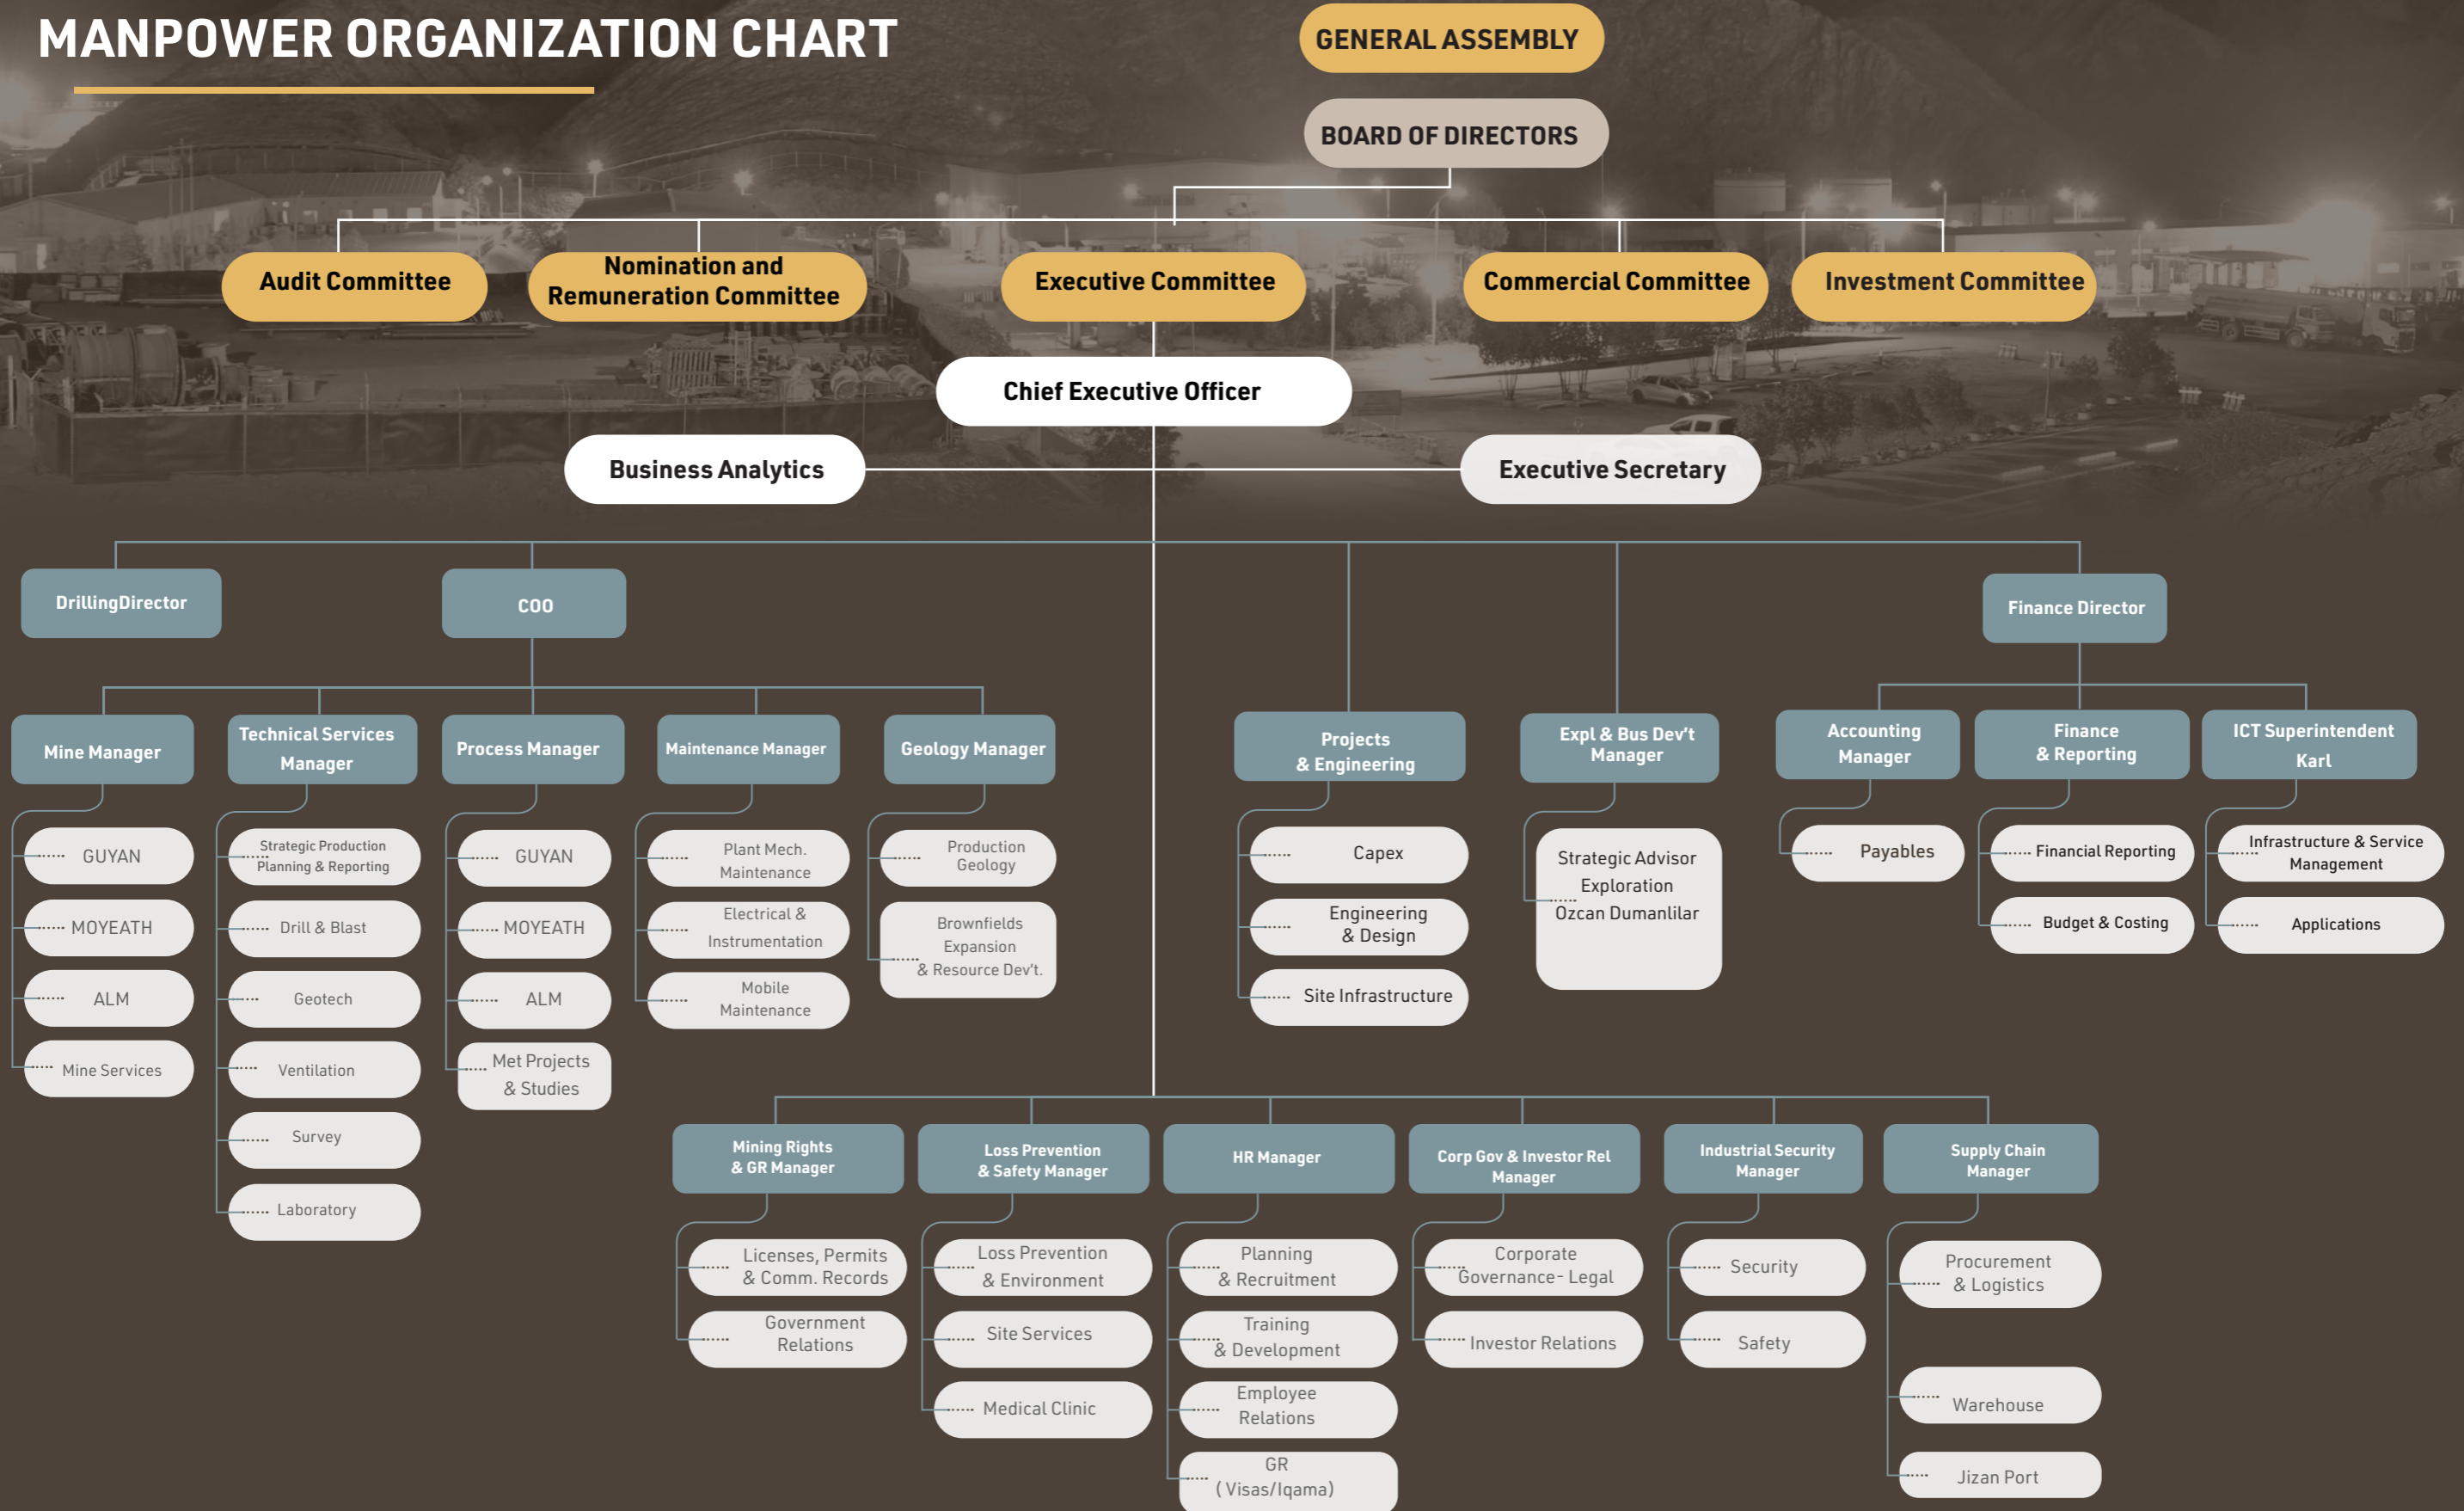 MANPOWER ORGANIZATION CHART
GENERAL ASSEMBLY
BOARD OF DIRECTORS
Audit Committee
Nomination and
Remuneration Committee
Executive Committee
Commercial Committee
Investment Committee
Chief Executive Officer
Business Analytics
Executive Secretary
DrillingDirector
COO
Finance Director
Mine Manager
Technical Services
Manager
Process Manager
Maintenance Manager
Geology Manager
Projects
& Engineering
Expl & Bus Dev't
Manager
Accounting
Manager
Finance
& Reporting
ICT Superintendent
Karl
GUYAN
MOYEATH
ALM
Mine Services
Strategic Production
Planning & Reporting
Drill & Blast
Geotech
Ventilation
Survey
Laboratory
GUYAN
MOYEATH
ALM
Met Projects
& Studies
Plant Mech.
Maintenance
Electrical &
Instrumentation
Mobile
Maintenance
Production
Geology
Brownfields
Expansion
& Resource Dev't.
Capex
Engineering
& Design
Site Infrastructure
Strategic Advisor
Exploration
Ozcan Dumanlilar
Payables
Financial Reporting
Budget & Costing
Infrastructure & Service
Management
Applications
Mining Rights
& GR Manager
Loss Prevention
& Safety Manager
HR Manager
Corp Gov & Investor Rel
Manager
Industrial Security
Manager
Supply Chain
Manager
Licenses, Permits
& Comm. Records
Government
Relations
Loss Prevention
& Environment
Site Services
Medical Clinic
Planning
& Recruitment
Training
& Development
Employee
Relations
GR
( Visas/Iqama)
Corporate
Governance- Legal
Investor Relations
Security
Safety
Procurement
& Logistics
Warehouse
Jizan Port